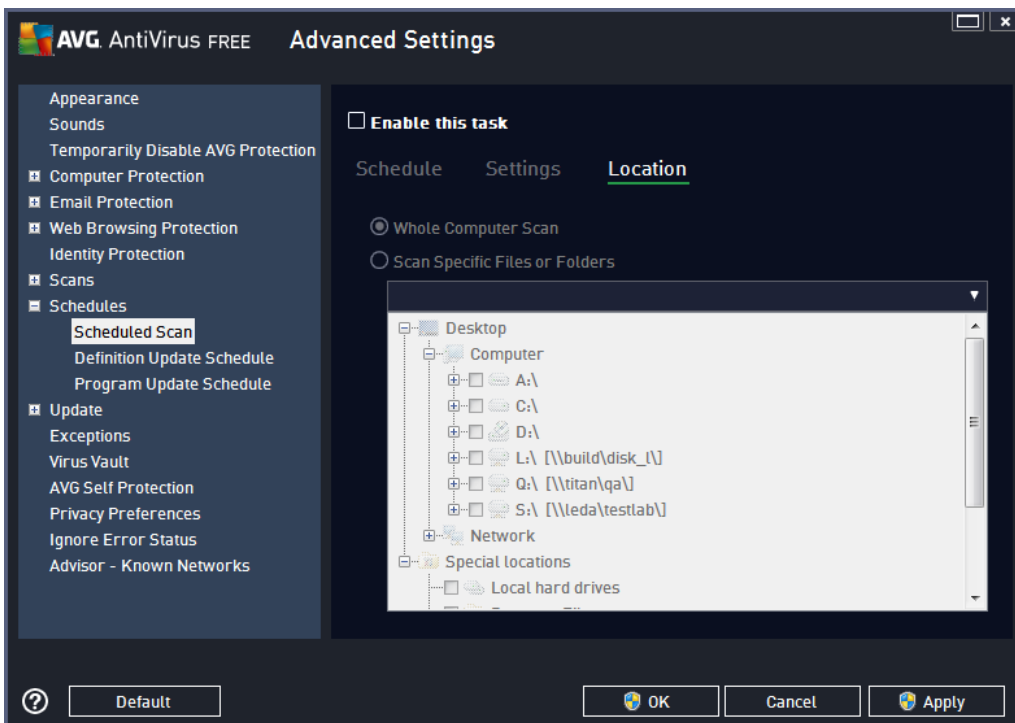 AVG. AntiVirus FREE Advanced Settings
Appearance
Sounds
Temporarily Disable AVG Protection
Computer Protection
Email Protection
Web Browsing Protection
Identity Protection
Scans
Schedules
Scheduled Scan
Definition Update Schedule
Program Update Schedule
Update
Exceptions
Virus Vault
AVG Self Protection
Privacy Preferences
Ignore Error Status
Advisor - Known Networks
Enable this task
Schedule Settings Location
Whole Computer Scan
Scan Specific Files or Folders
Desktop
Computer
A:\
C:\
D:\
L:\ [\\build\disk_l\]
Q:\ [\\titan\qa\]
S:\ [\\leda\testlab\]
Network
Special locations
Local hard drives
? Default OK Cancel Apply